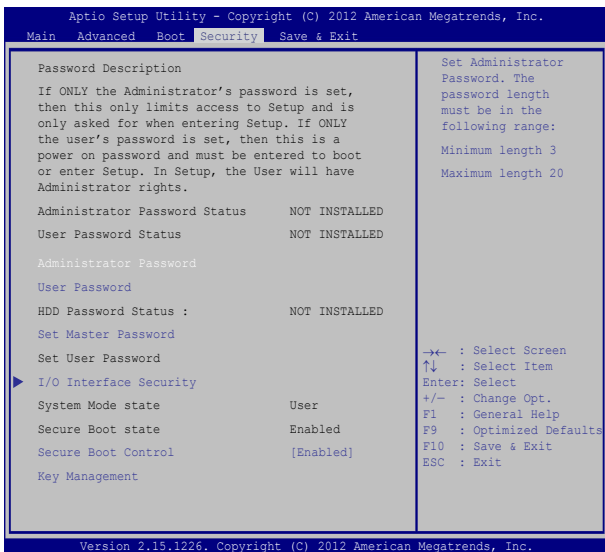 Aptio Setup Utility - Copyright (C) 2012 American Megatrends, Inc.
Main Advanced Boot Security Save & Exit
Password Description
If ONLY the Administrator's password is set,
then this only limits access to Setup and is
only asked for when entering Setup. If ONLY
the user's password is set, then this is a
power on password and must be entered to boot
or enter Setup. In Setup, the User will have
Administrator rights.
Administrator Password Status NOT INSTALLED
User Password Status NOT INSTALLED
Administrator Password
User Password
HDD Password Status : NOT INSTALLED
Set Master Password
Set User Password
I/O Interface Security
System Mode state User
Secure Boot state Enabled
Secure Boot Control [Enabled]
Key Management
Set Administrator
Password. The
password length
must be in the
following range:
Minimum length 3
Maximum length 20
→← : Select Screen
↑↓ : Select Item
Enter: Select
+/− : Change Opt.
F1 : General Help
F9 : Optimized Defaults
F10 : Save & Exit
ESC : Exit
Version 2.15.1226. Copyright (C) 2012 American Megatrends, Inc.